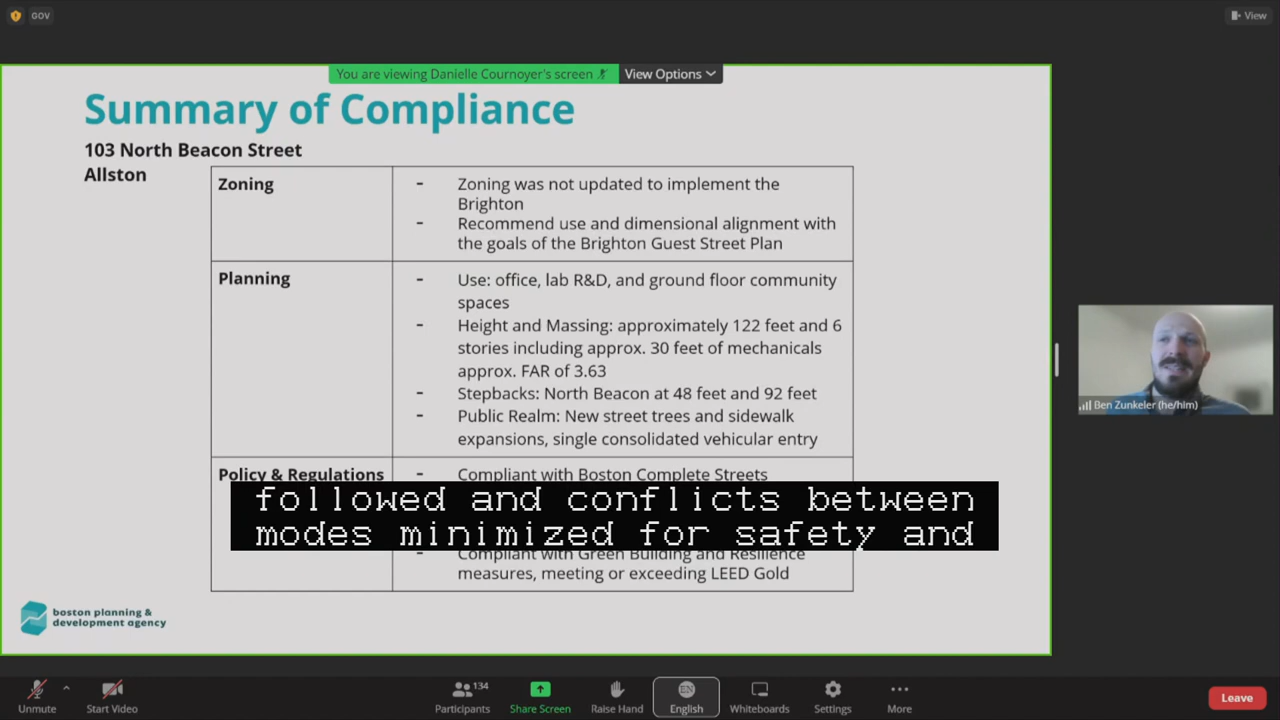 GOV
View
You are viewing Danielle Cournoyer's screen
View Options
Summary of Compliance
103 North Beacon Street
Allston
Zoning
- Zoning was not updated to implement the
Brighton
- Recommend use and dimensional alignment with
the goals of the Brighton Guest Street Plan
Planning
- Use: office, lab R&D, and ground floor community
spaces
- Height and Massing: approximately 122 feet and 6
stories including approx. 30 feet of mechanicals
approx. FAR of 3.63
- Stepbacks: North Beacon at 48 feet and 92 feet
- Public Realm: New street trees and sidewalk
expansions, single consolidated vehicular entry
Policy & Regulations
- Compliant with Boston Complete Streets
followed and conflicts between
modes minimized for safety and
- Compliant with Green Building and Resilience
measures, meeting or exceeding LEED Gold
boston planning &
development agency
Ben Zunkeler (he/him)
Unmute
Start Video
134
Participants
Share Screen
Raise Hand
EN
English
Whiteboards
Settings
More
Leave